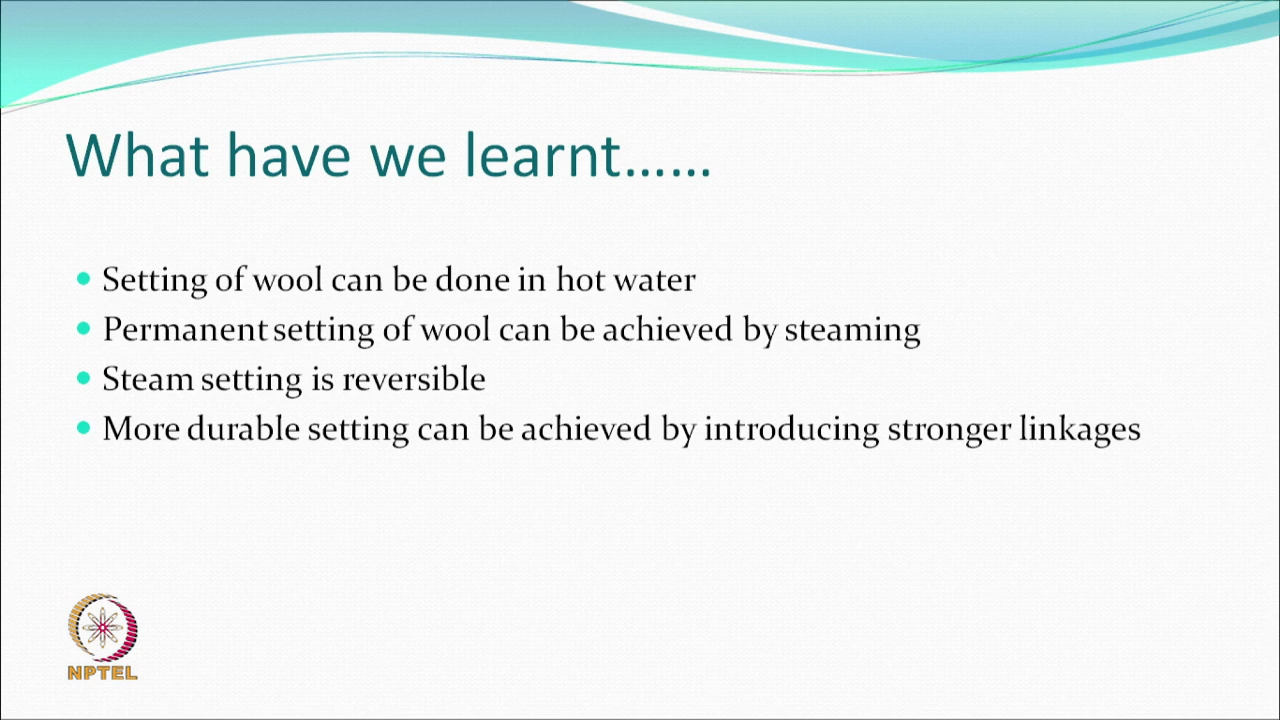 What have we learnt......
Setting of wool can be done in hot water
Permanent setting of wool can be achieved by steaming
Steam setting is reversible
More durable setting can be achieved by introducing stronger linkages
NPTEL